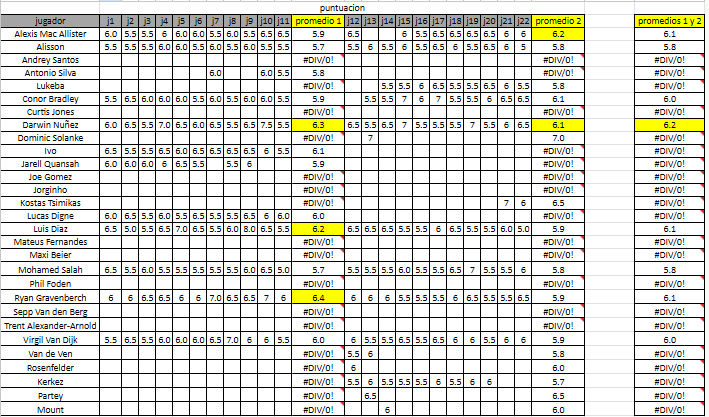 puntuacion
jugador j1 j2 j3 j4 j5 j6 j7 j8 j9 j10 j11 promedio 1 j12 j13 j14 j15 j16 j17 j18 j19 j20 j21 j22 promedio 2 promedios 1 y 2
Alexis Mac Allister 6.0 5.5 5.5 6 6.0 6.0 5.5 6.0 5.5 6.5 6.5 5.9 6.5 6 5.5 6.5 6.5 6.5 6.5 6 6 6.2 6.1
Alisson 5.5 5.5 6.0 6.0 5.5 6.0 5.5 6.0 5.5 5.5 5.7 5.5 6 5.5 6 5.5 6.5 6 5.5 6 5 5.8 5.8
Andrey Santos #DIV/0! #DIV/0! #DIV/0!
Antonio Silva 6.0 6.0 5.5 5.8 #DIV/0! #DIV/0!
Lukeba #DIV/0! 5.5 5.5 6 6.5 5.5 5.5 6.5 6 5.5 5.8 #DIV/0!
Conor Bradley 5.5 6.5 6.0 6.0 6.0 5.5 6.0 5.5 6.0 6.0 5.5 5.9 5.5 5.5 7 6 7 5.5 5.5 6 6.5 6.5 6.1 6.0
Curtis Jones #DIV/0! #DIV/0! #DIV/0!
Darwin Nuñez 6.0 6.5 5.5 7.0 6.5 6.0 6.5 5.5 6.5 7.5 5.5 6.3 6.5 5.5 6.5 7 5.5 5.5 5.5 7 5.5 6 6.5 6.1 6.2
Dominic Solanke #DIV/0! 7 7.0 #DIV/0!
Ivo 6.5 5.5 5.5 5.5 6.5 6.0 6.5 6.5 6.5 6 5.5 6.1 #DIV/0! #DIV/0!
Jarell Quansah 6.0 6.0 6.0 6 6.5 5.5 5.5 6 5.9 #DIV/0! #DIV/0!
Joe Gomez #DIV/0! #DIV/0! #DIV/0!
Jorginho #DIV/0! #DIV/0! #DIV/0!
Kostas Tsimikas #DIV/0! 7 6 6.5 #DIV/0!
Lucas Digne 6.0 6.5 5.5 6.0 5.5 6.5 5.5 5.5 6.5 6 6.0 6.0 #DIV/0! #DIV/0!
Luis Diaz 6.5 5.0 5.5 6.5 7.0 6.5 5.5 6.0 8.0 6.5 5.5 6.2 6.5 6.5 6.5 5.5 5.5 6 6.5 5.5 5.5 6.0 5.0 5.9 6.1
Mateus Fernandes #DIV/0! #DIV/0! #DIV/0!
Maxi Beier #DIV/0! #DIV/0! #DIV/0!
Mohamed Salah 6.5 5.5 6.0 5.5 5.5 5.5 5.5 5.5 6.0 6.5 5.0 5.7 5.5 5.5 5.5 6.0 5.5 5.5 6.5 7 5.5 5.5 6 5.8 5.8
Phil Foden #DIV/0! #DIV/0! #DIV/0!
Ryan Gravenberch 6 6 6.5 6.5 6 6 7.0 6.5 6.5 7 6 6.4 6 6 6 5.5 5.5 5.5 6 6.5 5.5 5.5 6.5 5.9 6.1
Sepp Van den Berg #DIV/0! #DIV/0! #DIV/0!
Trent Alexander-Arnold #DIV/0! #DIV/0! #DIV/0!
Virgil Van Dijk 5.5 6.5 5.5 6.0 6.0 6.0 6.5 7.0 6 6 5.5 6.0 6 5.5 5.5 6.5 5.5 6.5 6 6 5.5 6 6 5.9 6.0
Van de Ven #DIV/0! 5.5 6 5.8 #DIV/0!
Rosenfelder #DIV/0! 6 6.0 #DIV/0!
Kerkez #DIV/0! 5.5 6 5.5 5.5 5.5 6 5.5 6 6 5.7 #DIV/0!
Partey #DIV/0! 6.5 6.5 #DIV/0!
Mount #DIV/0! 6 6.0 #DIV/0!